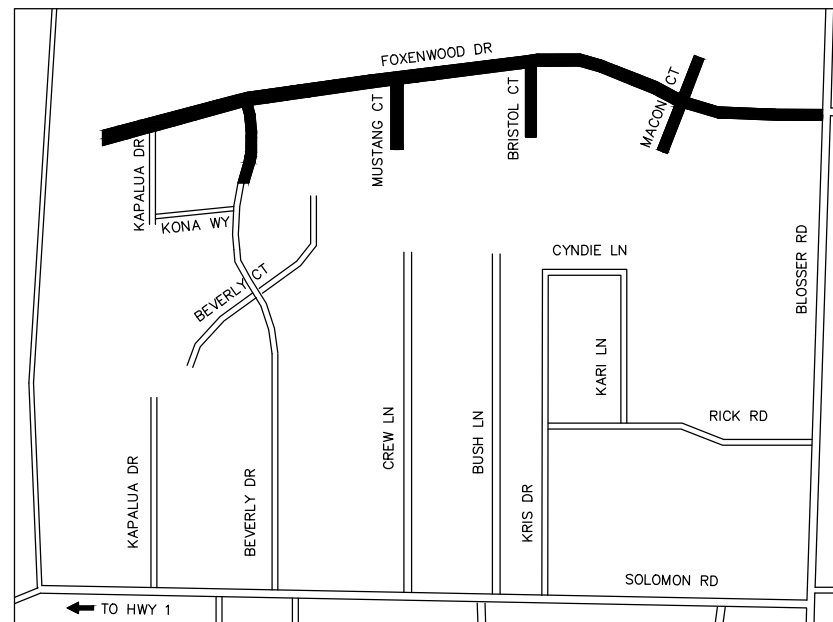 FOXENWOOD DR
MACON CT
BRISTOL CT
MUSTANG CT
KAPALUA DR
KONA WY
BEVERLY CT
CYNDIE LN
BLOSSER RD
KARI LN
RICK RD
CREW LN
BUSH LN
KAPALUA DR
BEVERLY DR
KRIS DR
SOLOMON RD
TO HWY 1